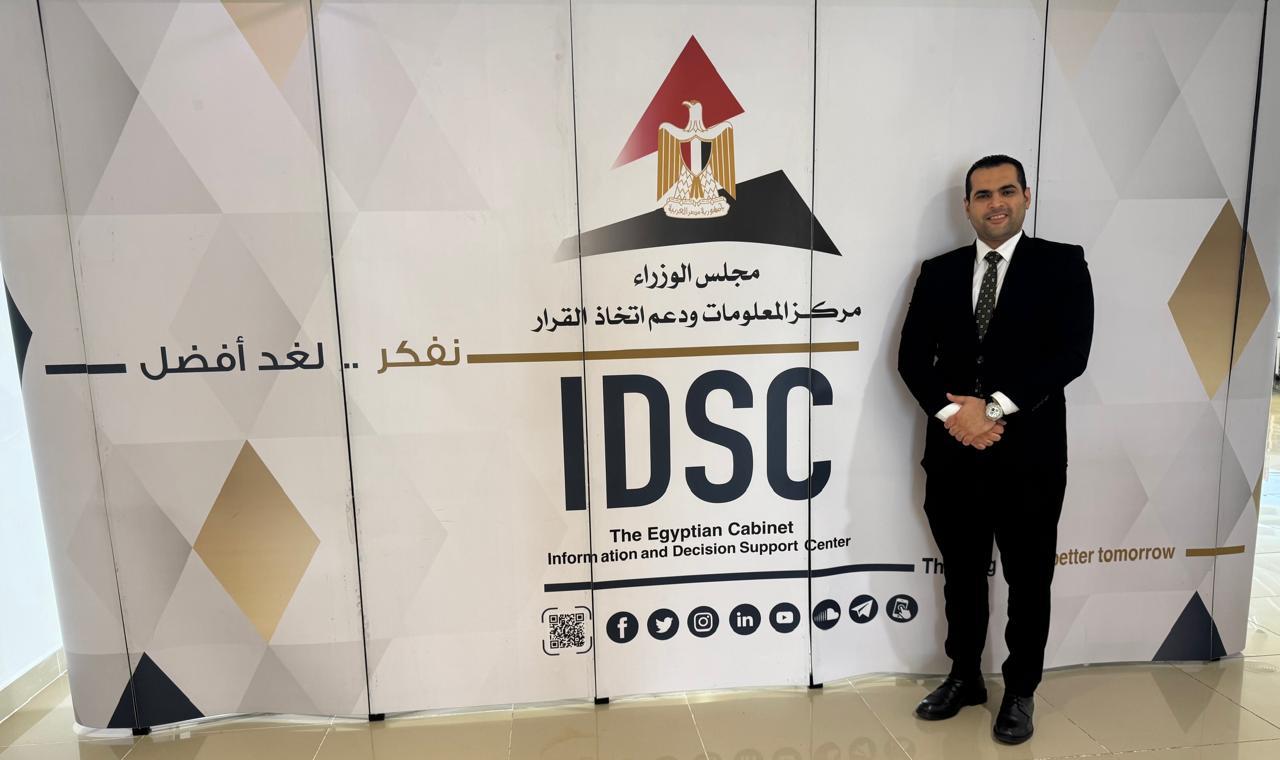 جمهورية مصر العربية
مجلس الوزراء
مركز المعلومات ودعم اتخاذ القرار
نفكر .. لغد أفضل
IDSC
The Egyptian Cabinet
Information and Decision Support Center
better tomorrow